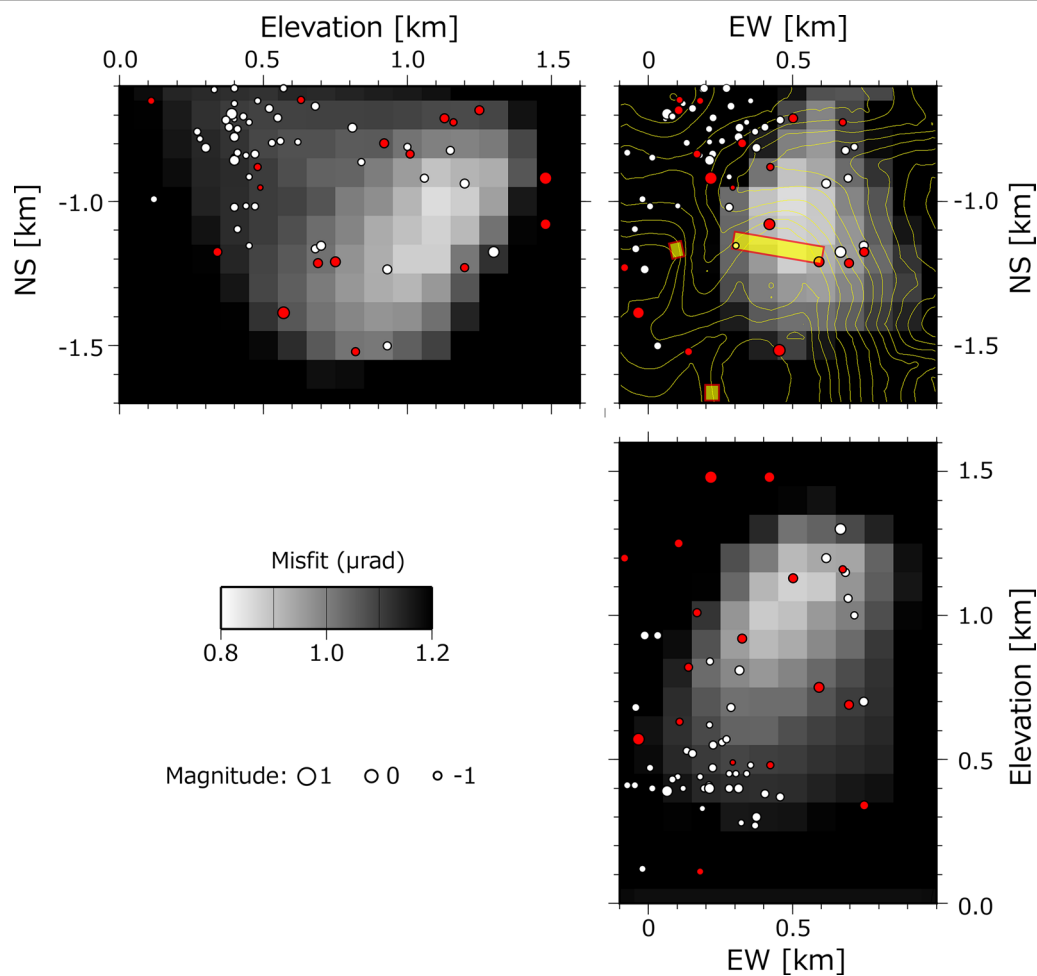 Elevation [km]
0.0 0.5 1.0 1.5
EW [km]
0 0.5
NS [km]
-1.0
-1.5
-1.0
-1.5
NS [km]
Misfit (μrad)
0.8 1.0 1.2
Magnitude: 1 0 -1
1.5
1.0
0.5
0.0
Elevation [km]
0 0.5
EW [km]